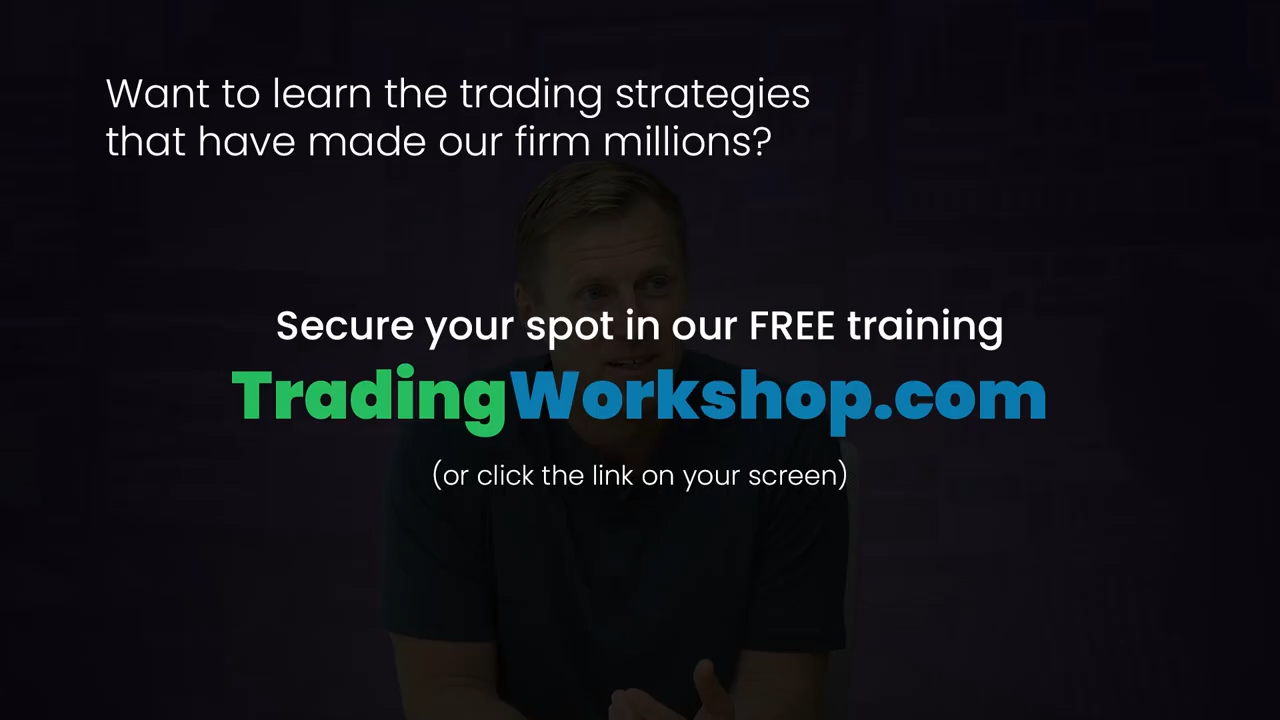 Want to learn the trading strategies
that have made our firm millions?
Secure your spot in our FREE training
TradingWorkshop.com
(or click the link on your screen)